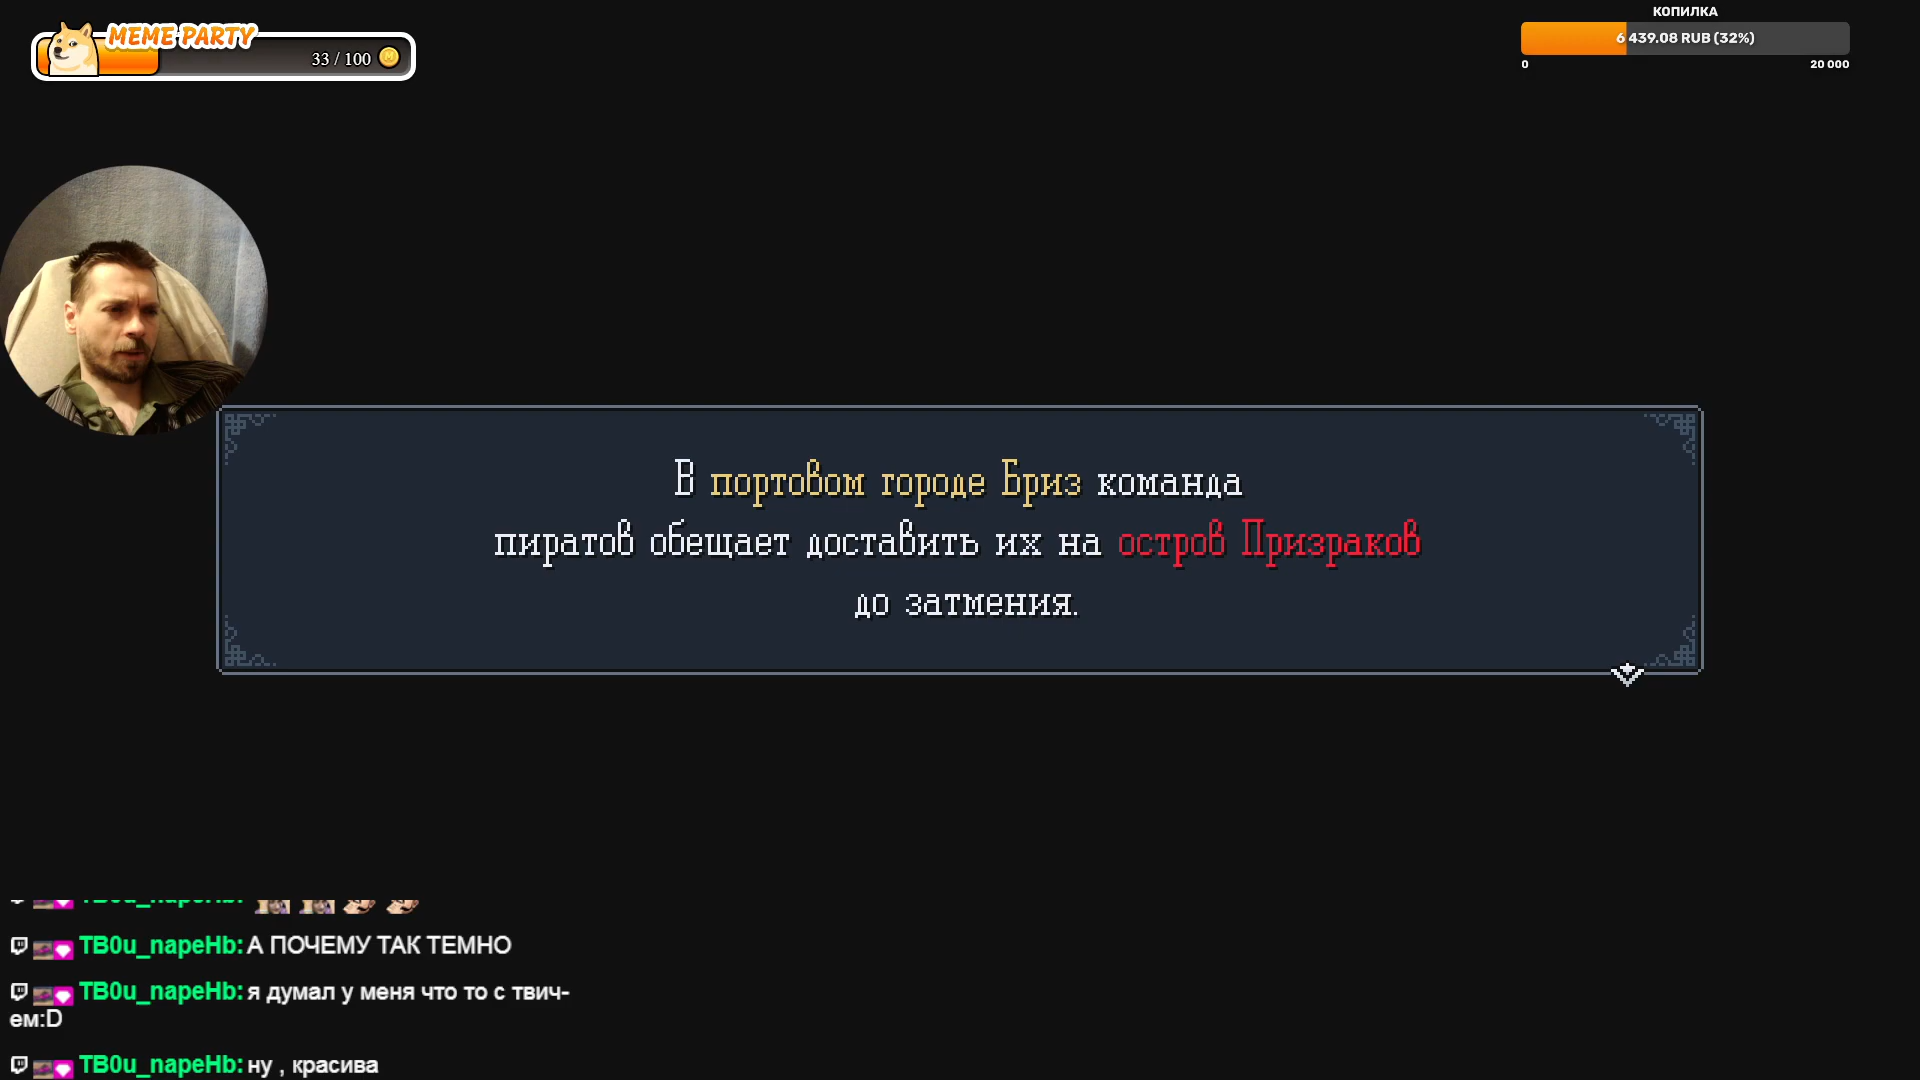 MEME PARTY
33 / 100
КОПИЛКА
6 439.08 RUB (32%)
0
20 000
В портовом городе Бриз команда
пиратов обещает доставить их на остров Призраков
до затмения.
TB0u_napeHb:
TB0u_napeHb: А ПОЧЕМУ ТАК ТЕМНО
TB0u_napeHb: я думал у меня что то с твич-
ем:D
TB0u_napeHb: ну , красива